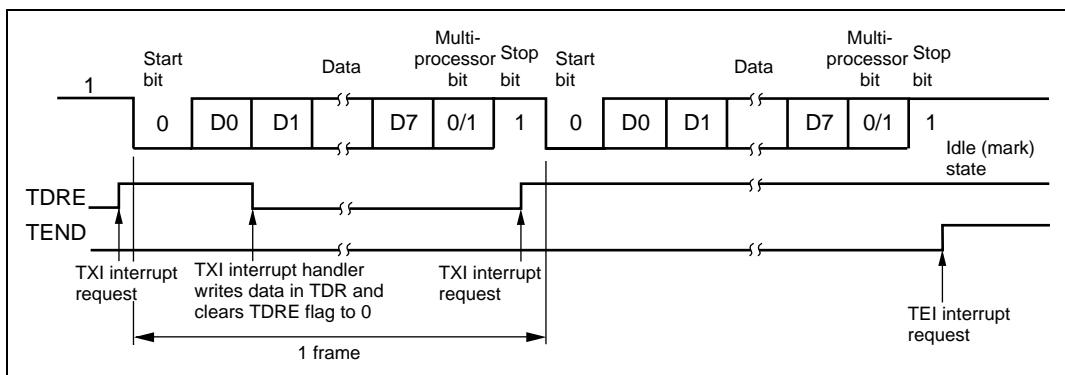 Start
bit
Data
Multi-
processor
bit
Stop
bit
Start
bit
Data
Multi-
processor
bit
Stop
bit
1
0
D0
D1
D7
0/1
1
0
D0
D1
D7
0/1
1
Idle (mark)
state
TDRE
TEND
TXI interrupt
request
TXI interrupt handler
writes data in TDR and
clears TDRE flag to 0
TXI interrupt
request
TEI interrupt
request
1 frame